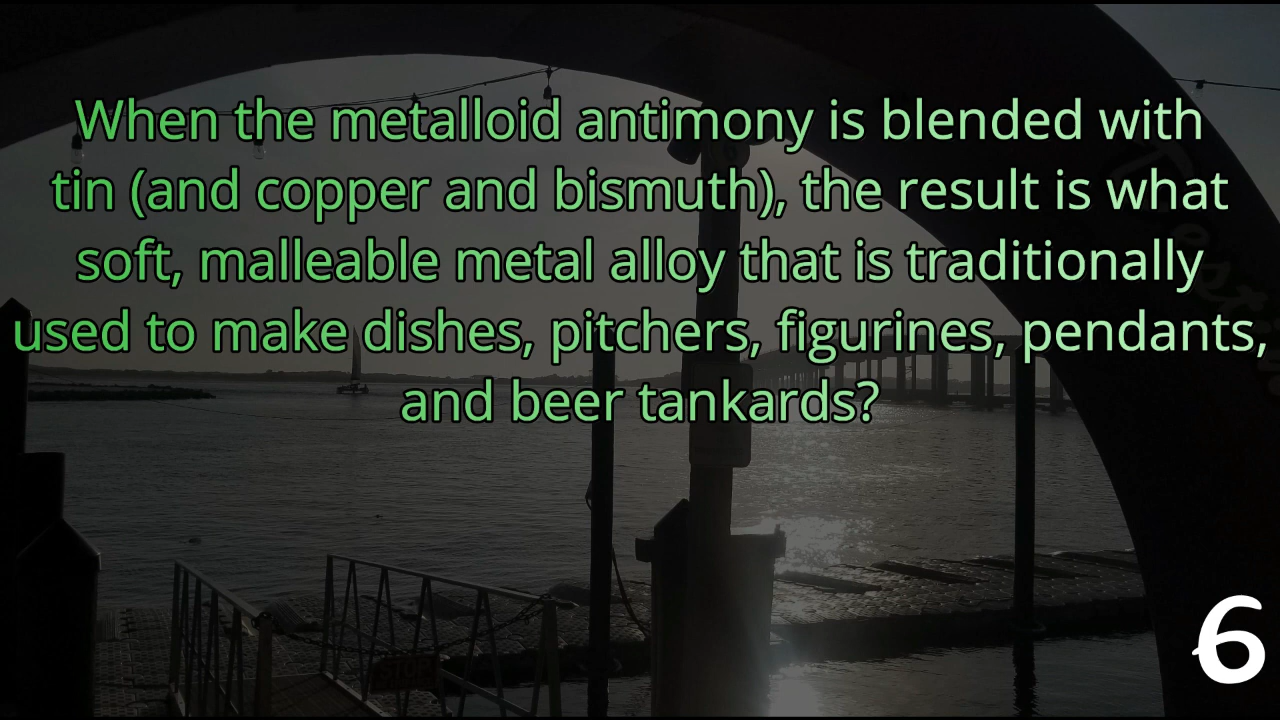 When the metalloid antimony is blended with
tin (and copper and bismuth), the result is what
soft, malleable metal alloy that is traditionally
used to make dishes, pitchers, figurines, pendants,
and beer tankards?
6